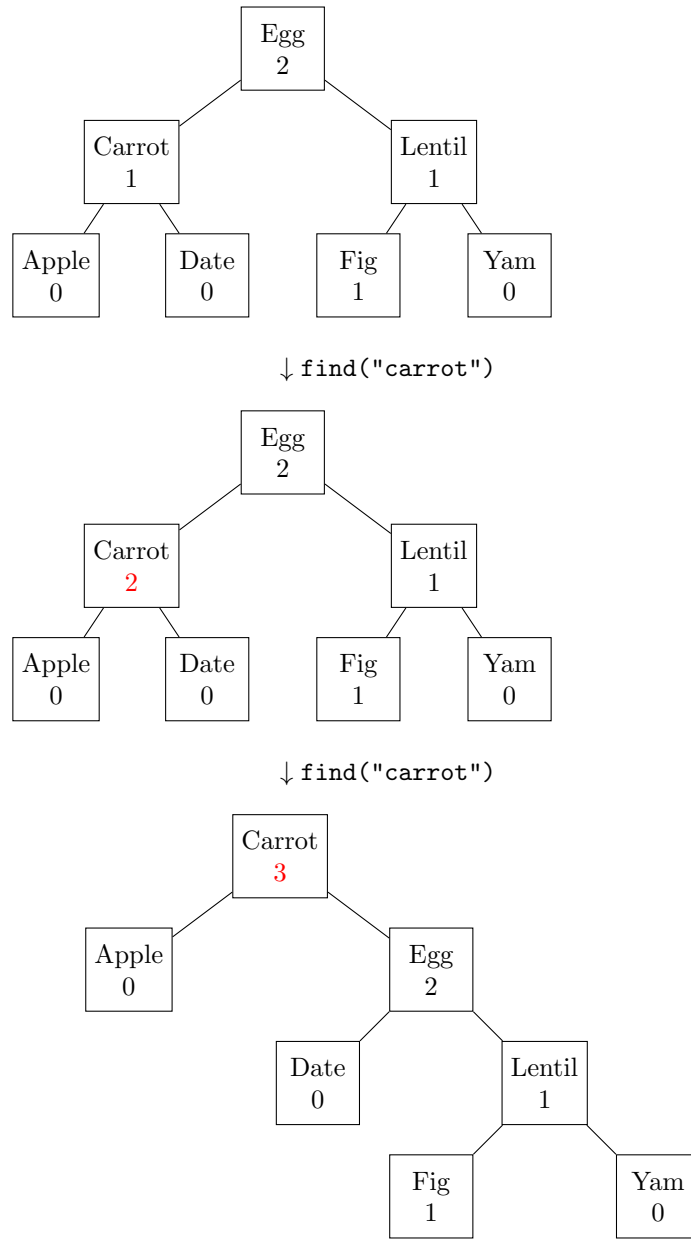 Egg
2
Carrot
1
Lentil
1
Apple
0
Date
0
Fig
1
Yam
0
↓ find("carrot")
Egg
2
Carrot
2
Lentil
1
Apple
0
Date
0
Fig
1
Yam
0
↓ find("carrot")
Carrot
3
Apple
0
Egg
2
Date
0
Lentil
1
Fig
1
Yam
0